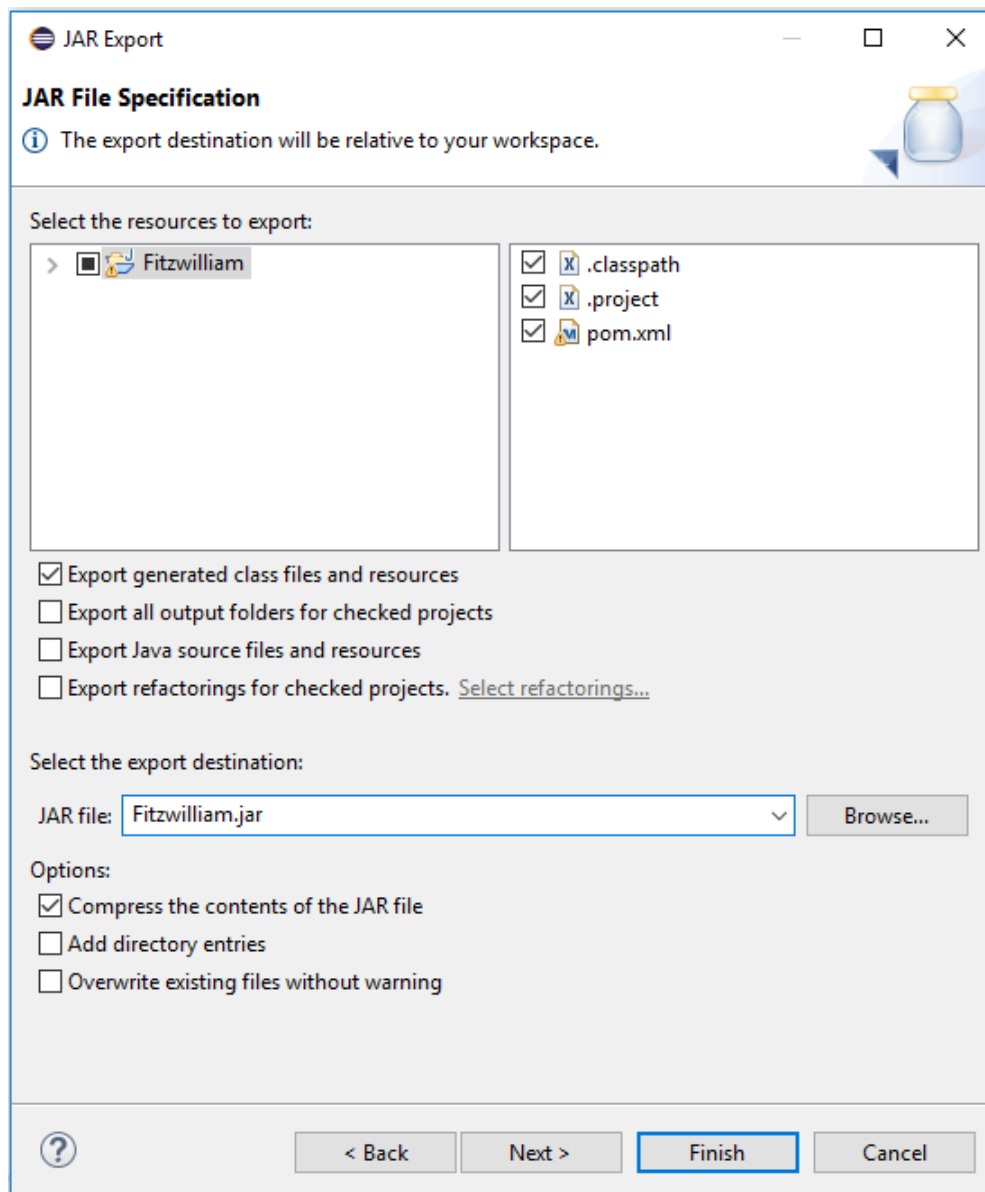 JAR Export
JAR File Specification
The export destination will be relative to your workspace.
Select the resources to export:
Fitzwilliam
.classpath
.project
pom.xml
Export generated class files and resources
Export all output folders for checked projects
Export Java source files and resources
Export refactorings for checked projects. Select refactorings...
Select the export destination:
JAR file: Fitzwilliam.jar Browse...
Options:
Compress the contents of the JAR file
Add directory entries
Overwrite existing files without warning
? < Back Next > Finish Cancel